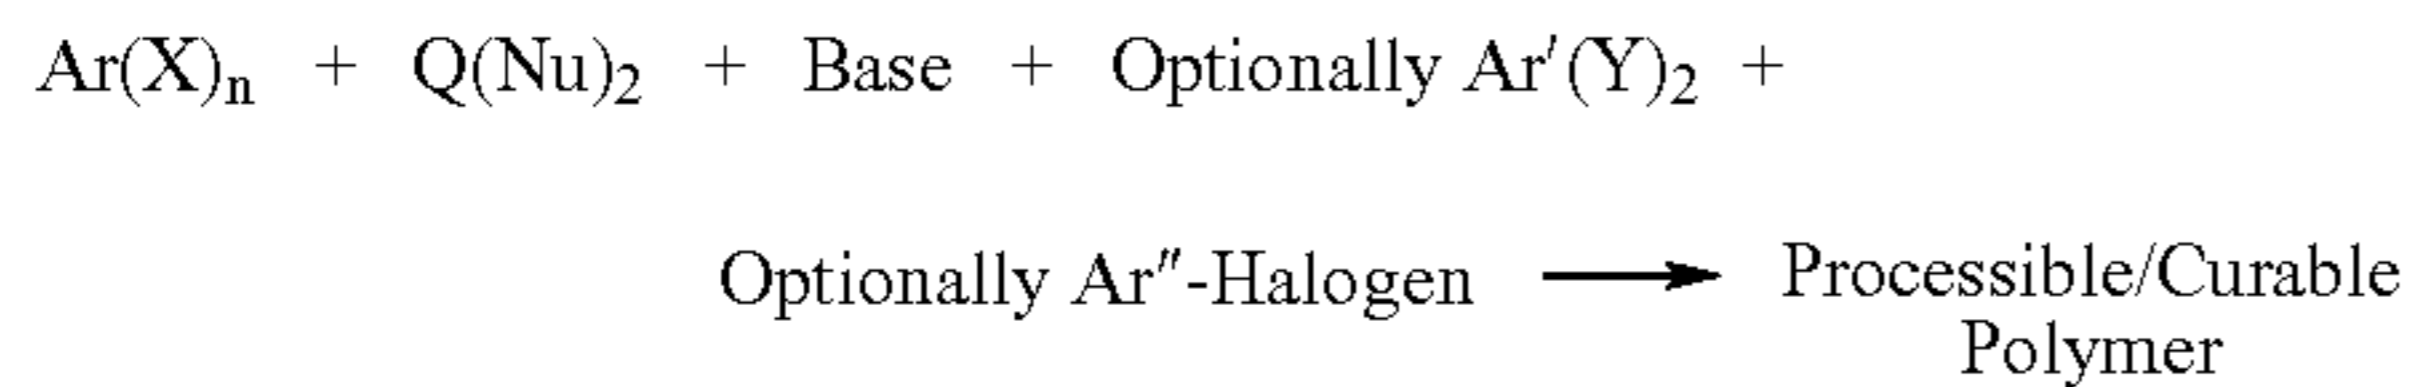 Ar(X)n + Q(Nu)2 + Base + Optionally Ar′(Y)2 +
Optionally Ar″-Halogen ⟶ Processible/Curable
Polymer